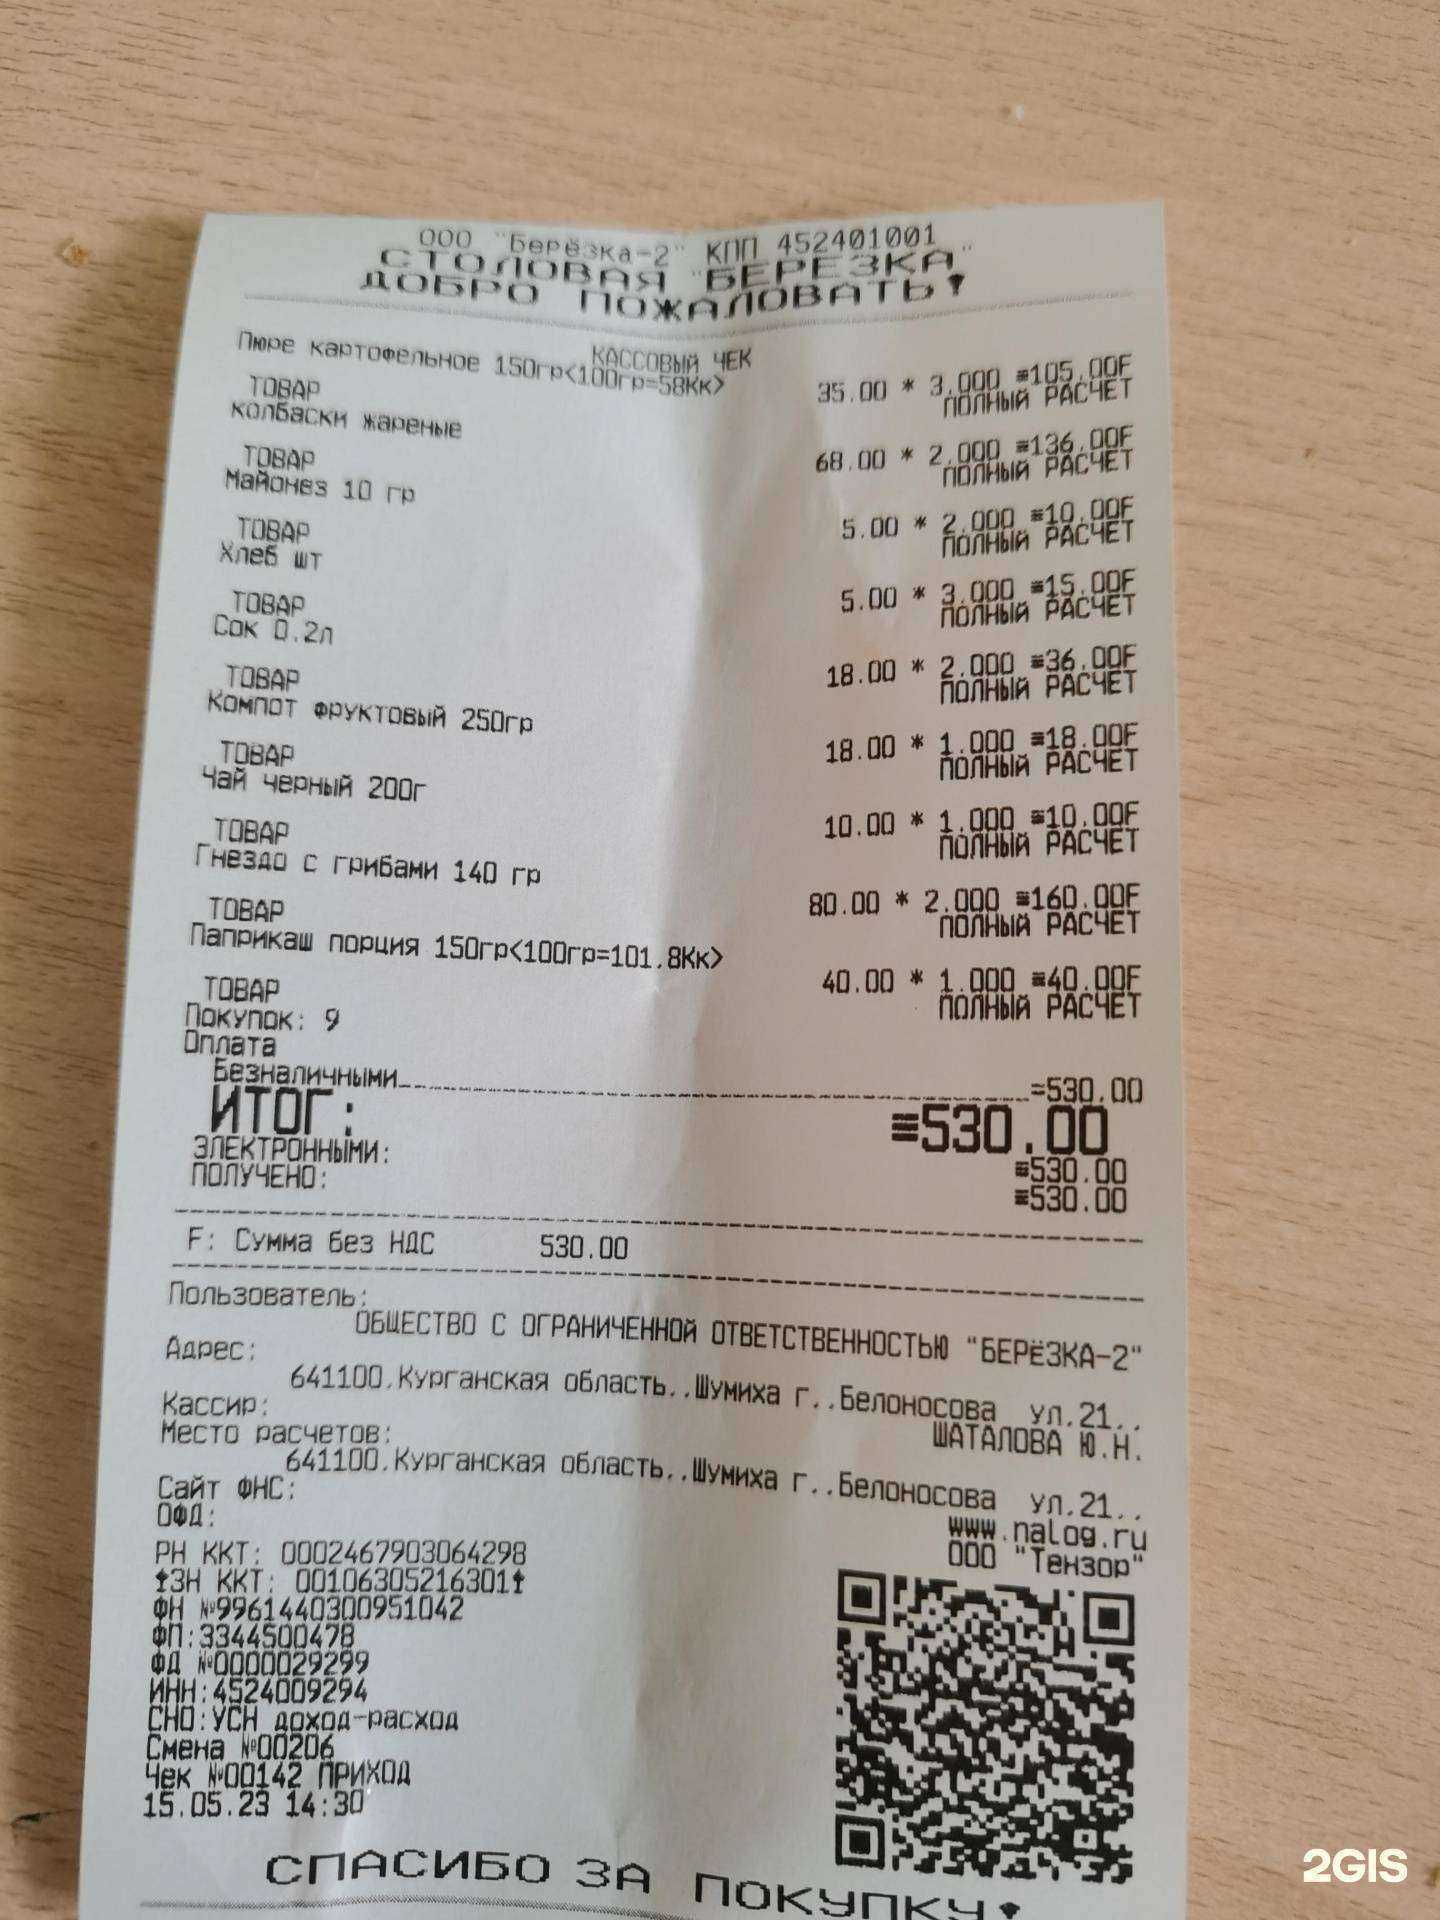 ООО "Берёзка-2" КПП 452401001
СТОЛОВАЯ "БЕРЕЗКА"
ДОБРО ПОЖАЛОВАТЬ!
КАССОВЫЙ ЧЕК
Пюре картофельное 150гр<100гр=58Кк>
35.00 * 3.000 ≡105.00F
ТОВАР ПОЛНЫЙ РАСЧЕТ
колбаски жареные
68.00 * 2.000 ≡136.00F
ТОВАР ПОЛНЫЙ РАСЧЕТ
Майонез 10 гр
5.00 * 2.000 ≡10.00F
ТОВАР ПОЛНЫЙ РАСЧЕТ
Хлеб шт
5.00 * 3.000 ≡15.00F
ТОВАР ПОЛНЫЙ РАСЧЕТ
Сок 0.2л
18.00 * 2.000 ≡36.00F
ТОВАР ПОЛНЫЙ РАСЧЕТ
Компот фруктовый 250гр
18.00 * 1.000 ≡18.00F
ТОВАР ПОЛНЫЙ РАСЧЕТ
Чай черный 200г
10.00 * 1.000 ≡10.00F
ТОВАР ПОЛНЫЙ РАСЧЕТ
Гнездо с грибами 140 гр
80.00 * 2.000 ≡160.00F
ТОВАР ПОЛНЫЙ РАСЧЕТ
Паприкаш порция 150гр<100гр=101.8Кк>
40.00 * 1.000 ≡40.00F
ТОВАР ПОЛНЫЙ РАСЧЕТ
Покупок: 9
Оплата
Безналичными =530.00
ИТОГ: ≡530.00
ЭЛЕКТРОННЫМИ: ≡530.00
ПОЛУЧЕНО: ≡530.00
F: Сумма без НДС 530.00
Пользователь:
ОБЩЕСТВО С ОГРАНИЧЕННОЙ ОТВЕТСТВЕННОСТЬЮ "БЕРЁЗКА-2"
Адрес:
641100,Курганская область,,Шумиха г,,Белоносова ул,21,,
Кассир: ШАТАЛОВА Ю.Н.
Место расчетов:
641100,Курганская область,,Шумиха г,,Белоносова ул,21,,
Сайт ФНС: www.nalog.ru
ОФД: ООО "Тензор"
РН ККТ: 0002467903064298
ЗН ККТ: 00106305216301
ФН №9961440300951042
ФП:3344500478
ФД №0000029299
ИНН:4524009294
СНО:УСН доход-расход
Смена №00206
Чек №00142 ПРИХОД
15.05.23 14:30
СПАСИБО ЗА ПОКУПКУ!
2GIS